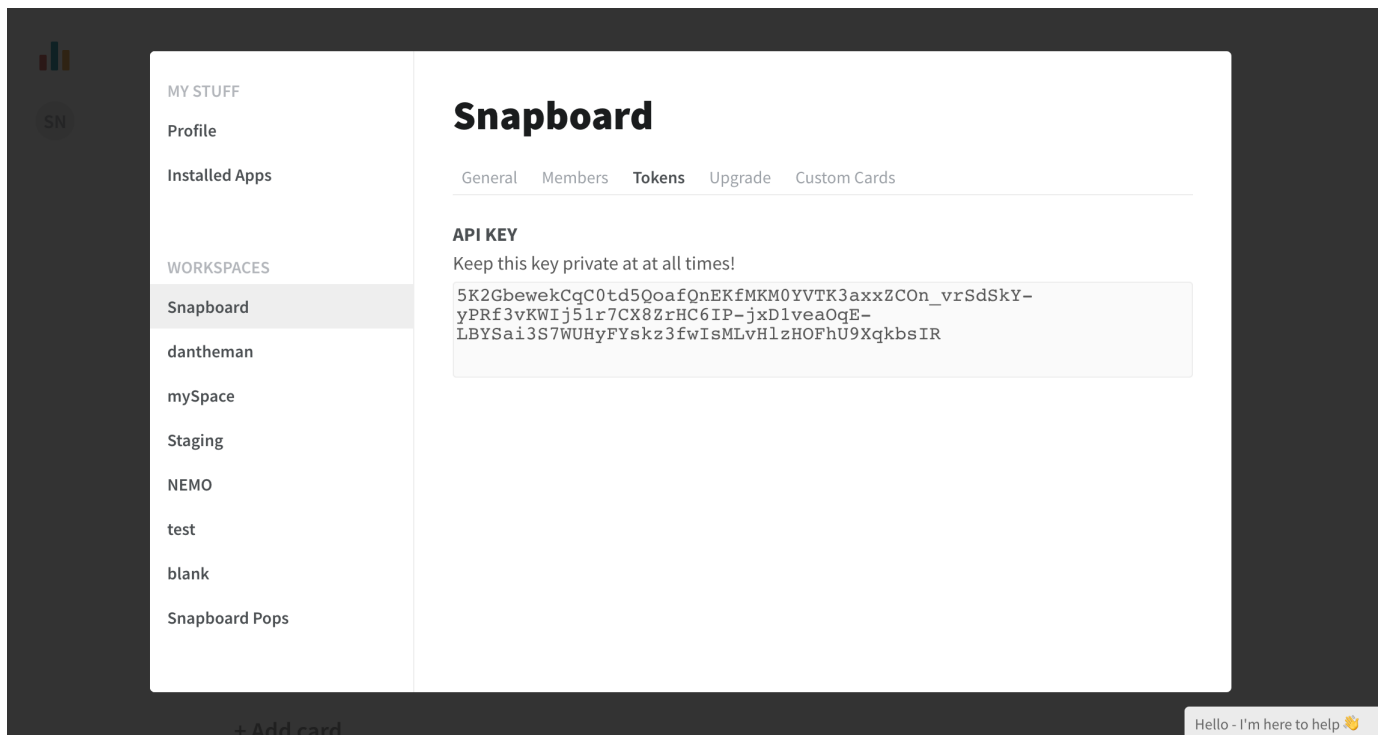 SN
MY STUFF
Profile
Installed Apps
WORKSPACES
Snapboard
dantheman
mySpace
Staging
NEMO
test
blank
Snapboard Pops
Snapboard
General Members Tokens Upgrade Custom Cards
API KEY
Keep this key private at at all times!
5K2GbewekCqC0td5QoafQnEKfMKM0YVTK3axxZCOn_vrSdSkY-
yPRf3vKWIj51r7CX8ZrHC6IP-jxD1veaOqE-
LBYSai3S7WUHyFYskz3fwIsMLvHlzHOFhU9XqkbsIR
+ Add card
Hello - I'm here to help 👋